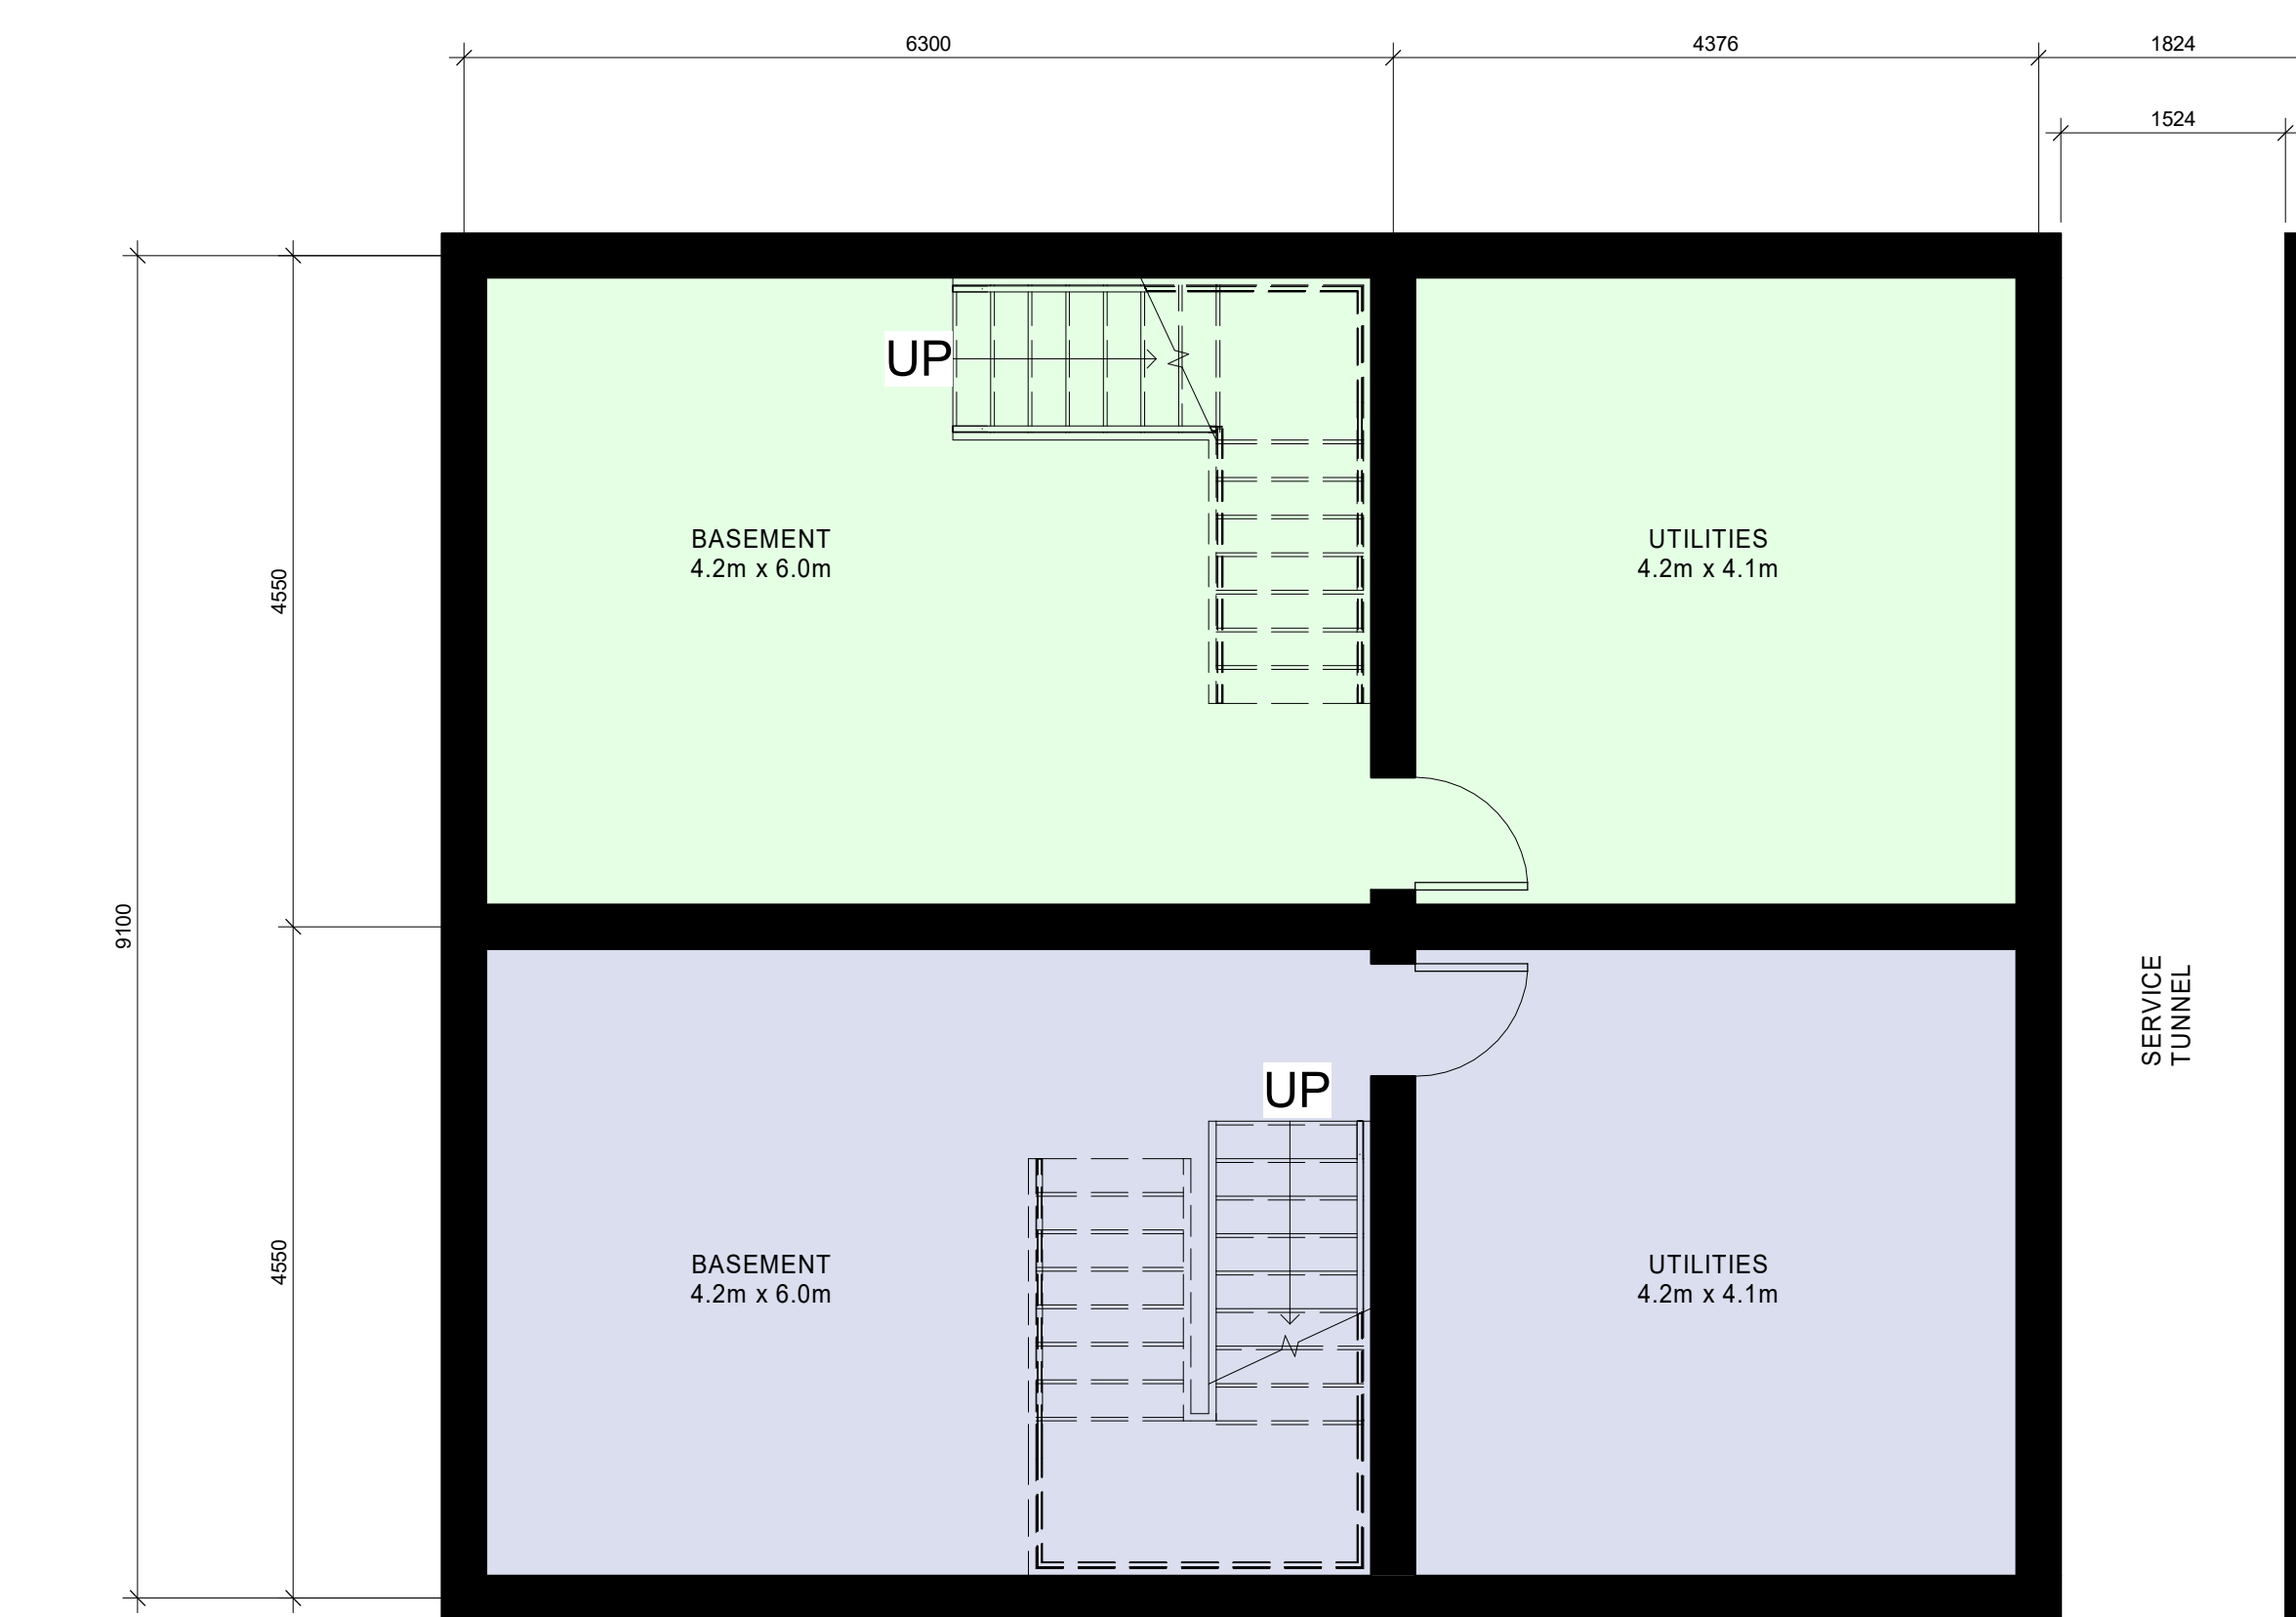 6300
4376
1824
1524
UP
BASEMENT
4.2m x 6.0m
UTILITIES
4.2m x 4.1m
4550
9100
SERVICE
TUNNEL
UP
BASEMENT
4.2m x 6.0m
UTILITIES
4.2m x 4.1m
4550